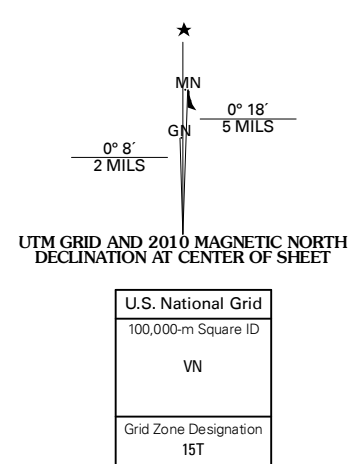 ★
MN
0° 18´
5 MILS
GN
0° 8´
2 MILS
UTM GRID AND 2010 MAGNETIC NORTH
DECLINATION AT CENTER OF SHEET
U.S. National Grid
100,000-m Square ID
VN
Grid Zone Designation
15T